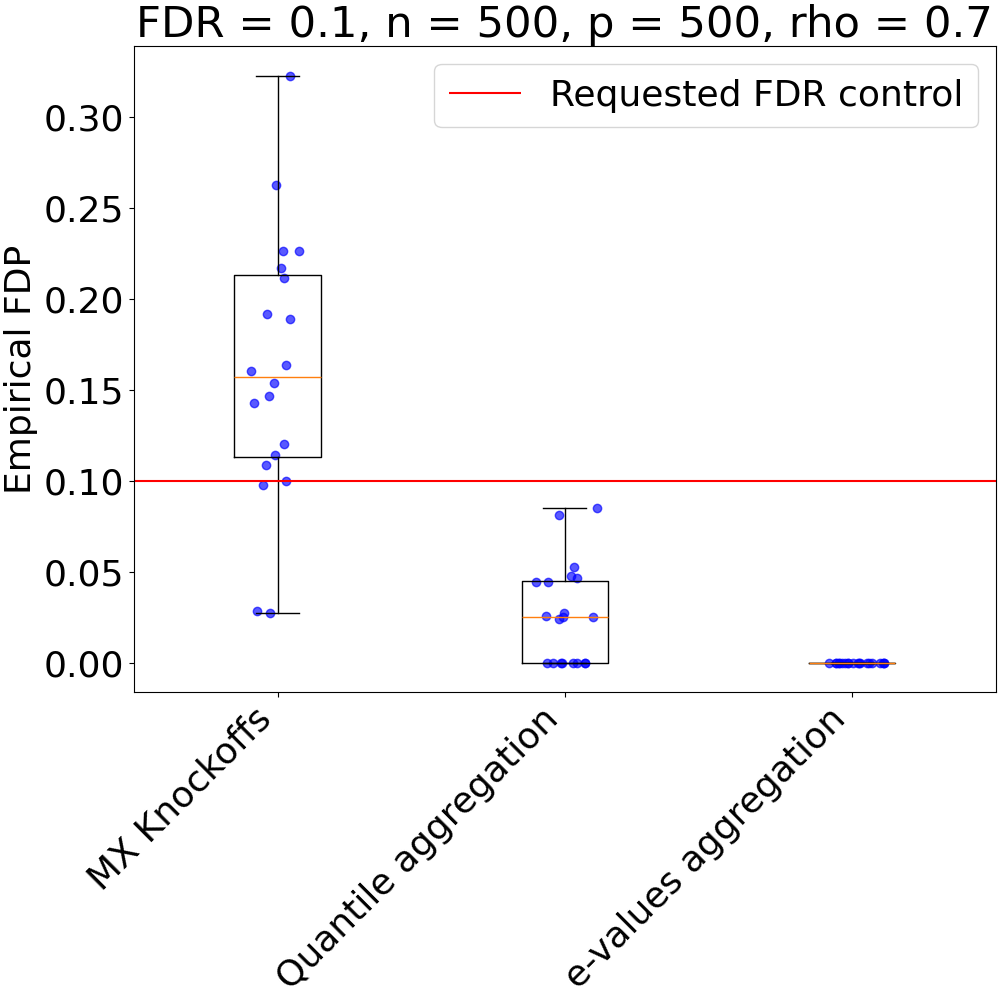 FDR = 0.1, n = 500, p = 500, rho = 0.7
Requested FDR control
Empirical FDP
0.30
0.25
0.20
0.15
0.10
0.05
0.00
MX Knockoffs
Quantile aggregation
e-values aggregation